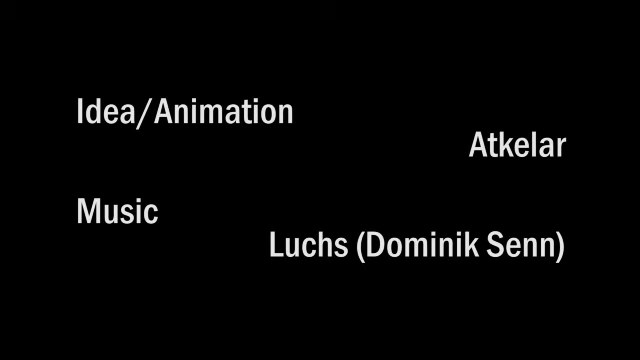 Idea/Animation
Atkelar
Music
Luchs (Dominik Senn)